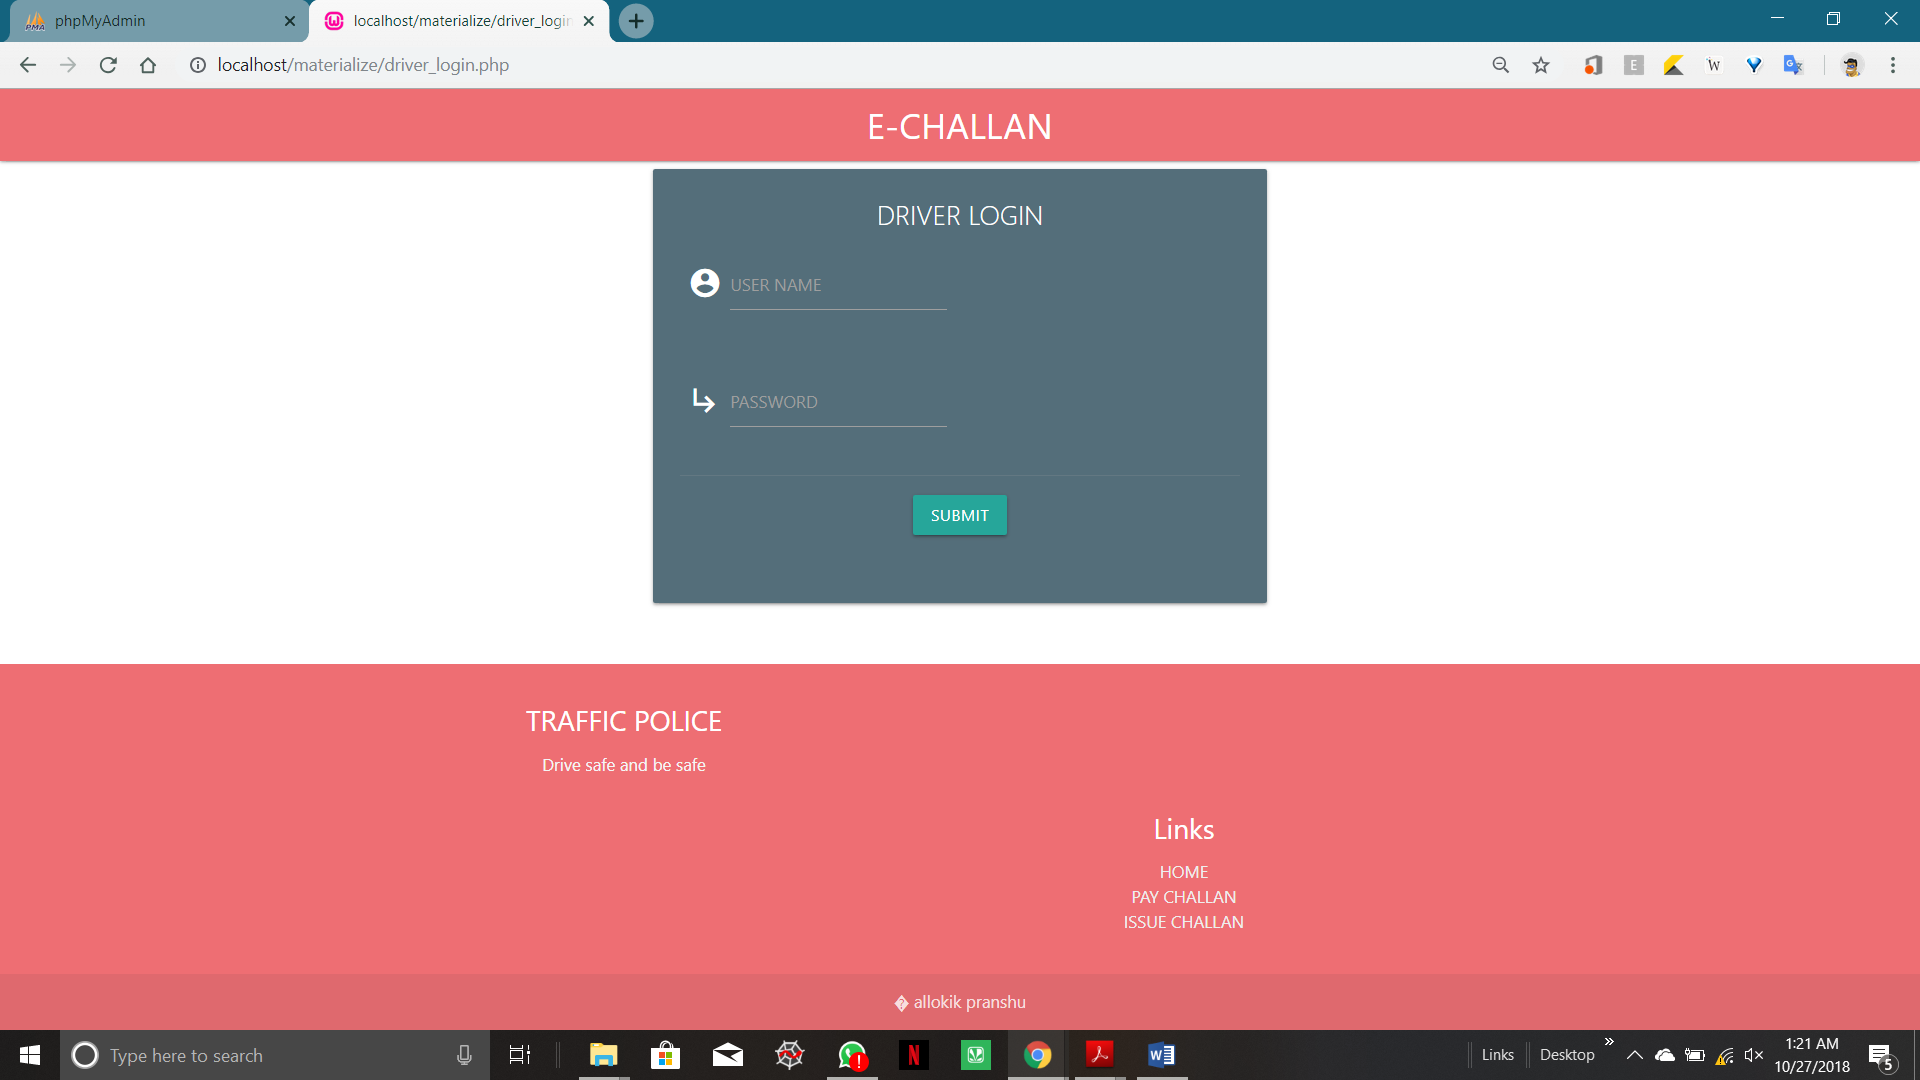 phpMyAdmin
localhost/materialize/driver_login
localhost/materialize/driver_login.php
E
W
E-CHALLAN
DRIVER LOGIN
USER NAME
PASSWORD
SUBMIT
TRAFFIC POLICE
Drive safe and be safe
Links
HOME
PAY CHALLAN
ISSUE CHALLAN
� allokik pranshu
Type here to search
Links
Desktop
1:21 AM
10/27/2018
5